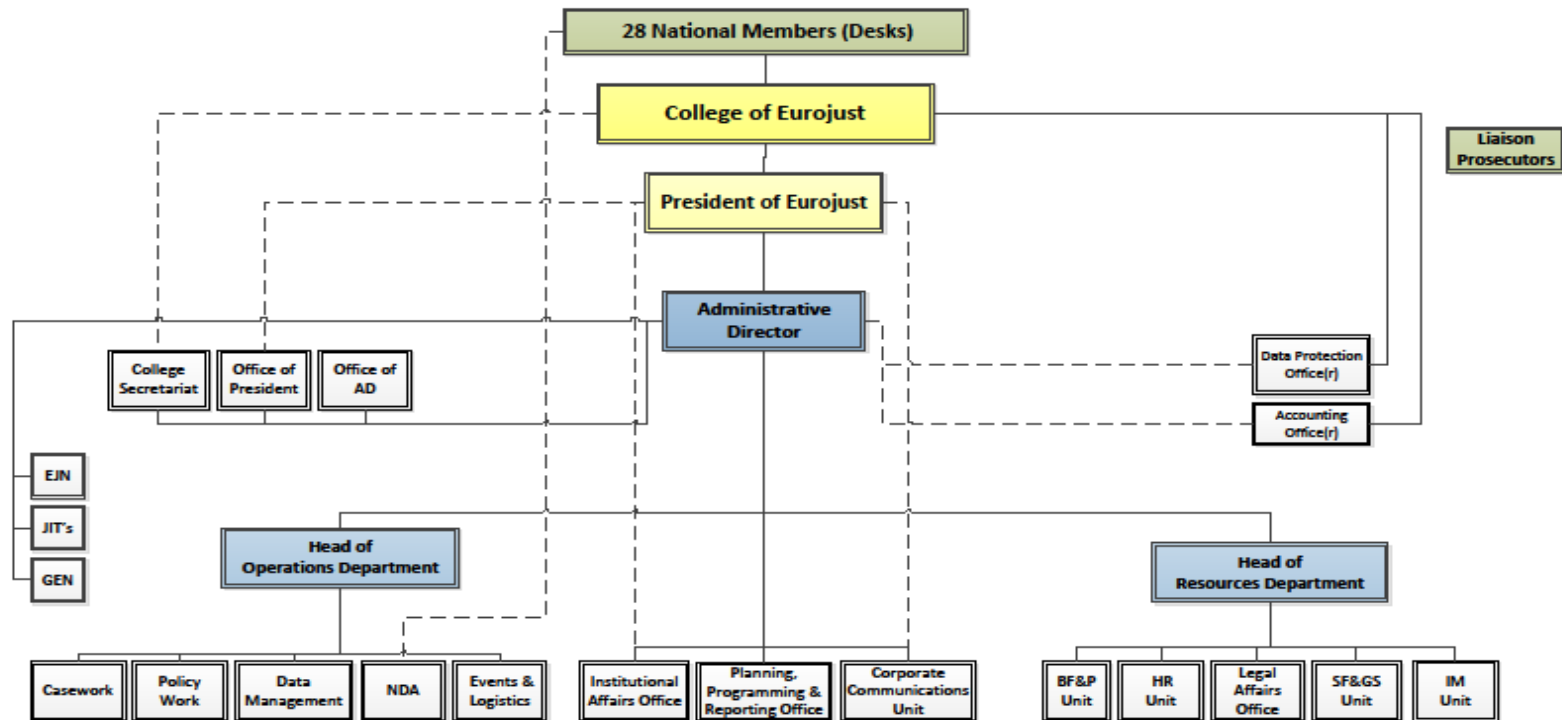 28 National Members (Desks)
College of Eurojust
Liaison
Prosecutors
President of Eurojust
Administrative
Director
College
Secretariat
Office of
President
Office of
AD
Data Protection
Office(r)
Accounting
Office(r)
EJN
JIT's
GEN
Head of
Operations Department
Head of
Resources Department
Casework
Policy
Work
Data
Management
NDA
Events &
Logistics
Institutional
Affairs Office
Planning,
Programming &
Reporting Office
Corporate
Communications
Unit
BF&P
Unit
HR
Unit
Legal
Affairs
Office
SF&GS
Unit
IM
Unit